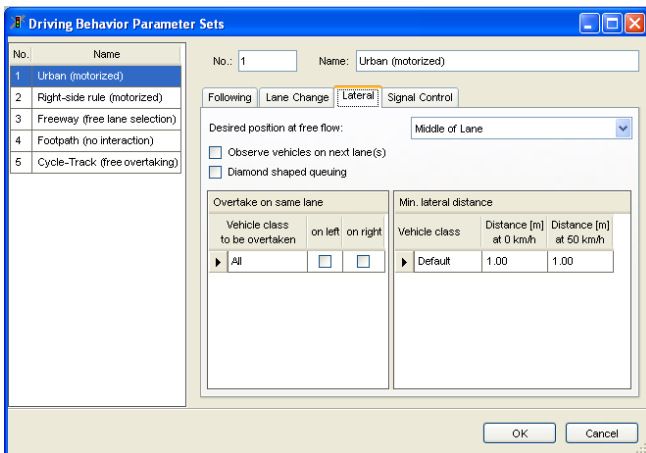 Driving Behavior Parameter Sets
No. Name
1 Urban (motorized)
2 Right-side rule (motorized)
3 Freeway (free lane selection)
4 Footpath (no interaction)
5 Cycle-Track (free overtaking)
No.: 1 Name: Urban (motorized)
Following Lane Change Lateral Signal Control
Desired position at free flow: Middle of Lane
Observe vehicles on next lane(s)
Diamond shaped queuing
Overtake on same lane
Vehicle class to be overtaken on left on right
All
Min. lateral distance
Vehicle class Distance [m] at 0 km/h Distance [m] at 50 km/h
Default 1.00 1.00
OK Cancel